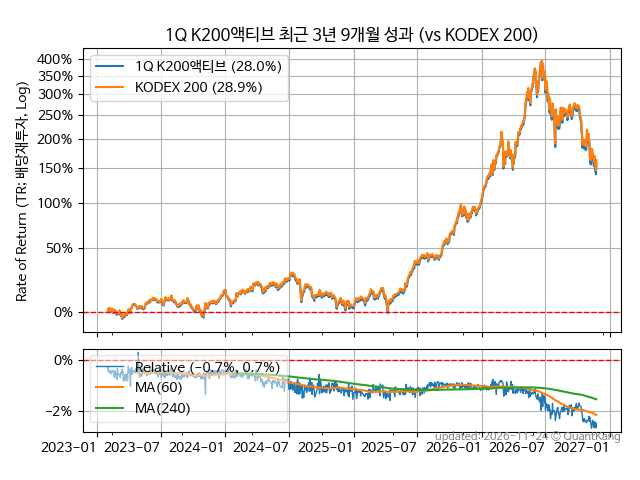 1Q K200액티브 최근 3년 9개월 성과 (vs KODEX 200)
Rate of Return (TR; 배당재투자, Log)
400%
350%
300%
250%
200%
150%
100%
50%
0%
1Q K200액티브 (28.0%)
KODEX 200 (28.9%)
0%
−2%
Relative (-0.7%, 0.7%)
MA(60)
MA(240)
2023-01
2023-07
2024-01
2024-07
2025-01
2025-07
2026-01
2026-07
2027-01
updated: 2026-11-24 © QuantKang